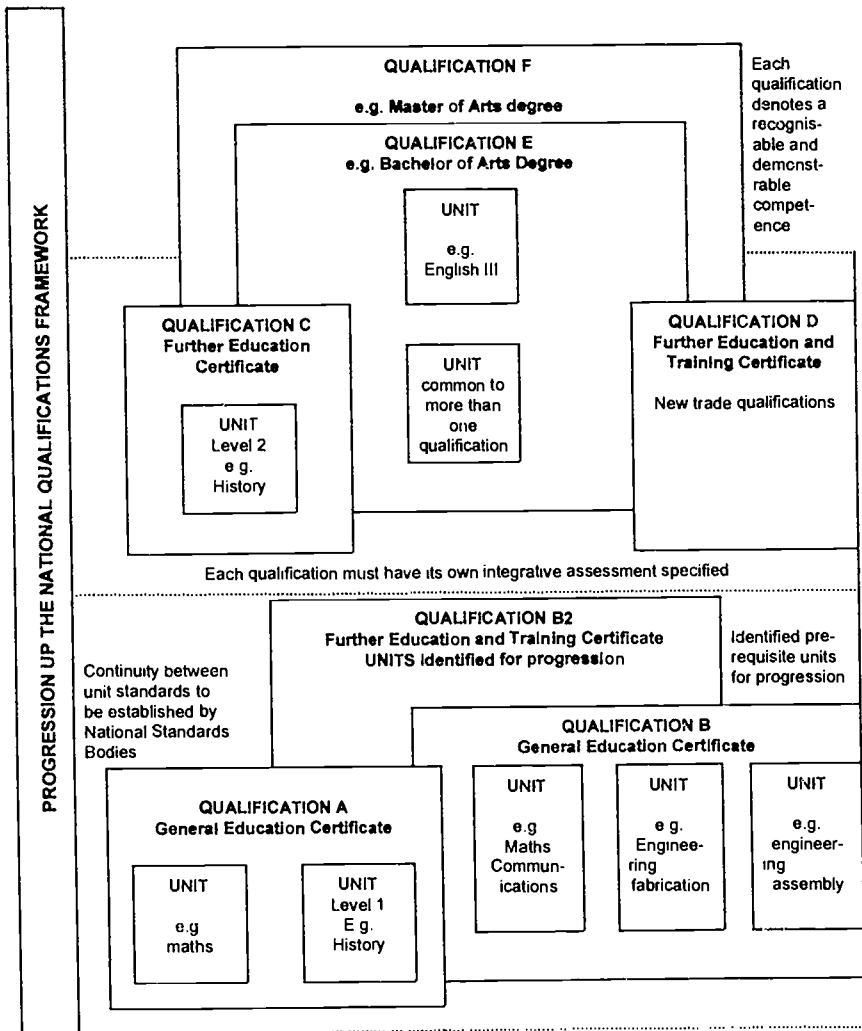 PROGRESSION UP THE NATIONAL QUALIFICATIONS FRAMEWORK
QUALIFICATION F
e.g. Master of Arts degree
QUALIFICATION E
e.g. Bachelor of Arts Degree
UNIT
e.g.
English III
Each
qualification
denotes a
recognis-
able and
demonst-
rable
compet-
ence
QUALIFICATION C
Further Education
Certificate
UNIT
Level 2
e g.
History
UNIT
common to
more than
one
qualification
QUALIFICATION D
Further Education and
Training Certificate
New trade qualifications
Each qualification must have its own integrative assessment specified
QUALIFICATION B2
Further Education and Training Certificate
UNITS identified for progression
Identified pre-
requisite units
for progression
Continuity between
unit standards to
be established by
National Standards
Bodies
QUALIFICATION B
General Education Certificate
UNIT
e.g
Maths
Commun-
ications
UNIT
e g.
Enginee-
ring
fabrication
UNIT
e.g.
engineer-
ing
assembly
QUALIFICATION A
General Education Certificate
UNIT
e.g
maths
UNIT
Level 1
E g.
History